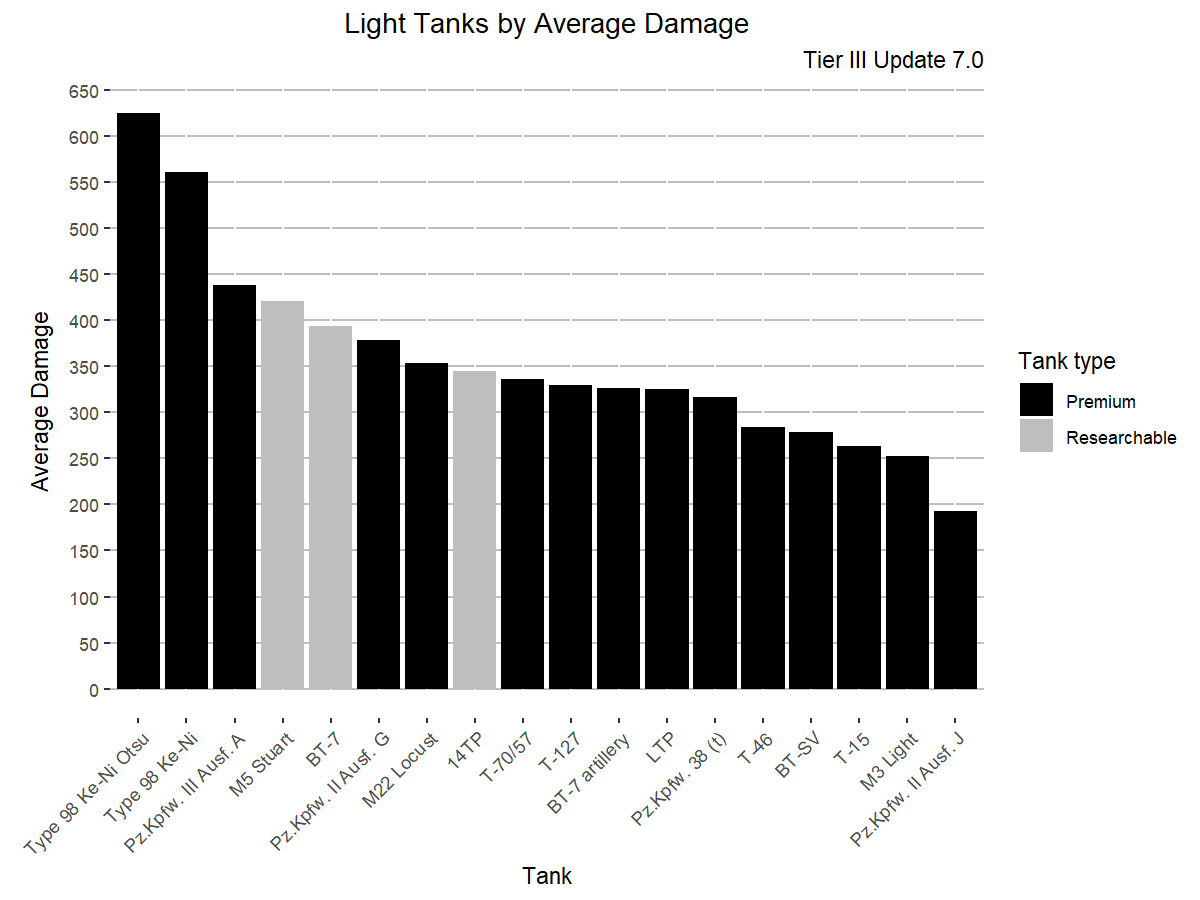 Light Tanks by Average Damage
Tier III Update 7.0
650
600
550
500
450
400
350
300
250
200
150
100
50
0
Average Damage
Type 98 Ke-Ni Otsu
Type 98 Ke-Ni
Pz.Kpfw. III Ausf. A
M5 Stuart
BT-7
Pz.Kpfw. II Ausf. G
M22 Locust
14TP
T-70/57
T-127
BT-7 artillery
LTP
Pz.Kpfw. 38 (t)
T-46
BT-SV
T-15
M3 Light
Pz.Kpfw. II Ausf. J
Tank
Tank type
Premium
Researchable